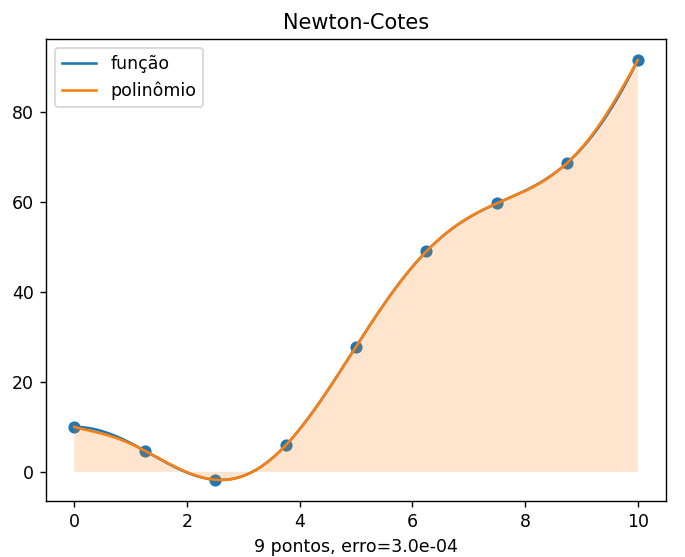 Newton-Cotes
função
polinômio
80
60
40
20
0
0 2 4 6 8 10
9 pontos, erro=3.0e-04